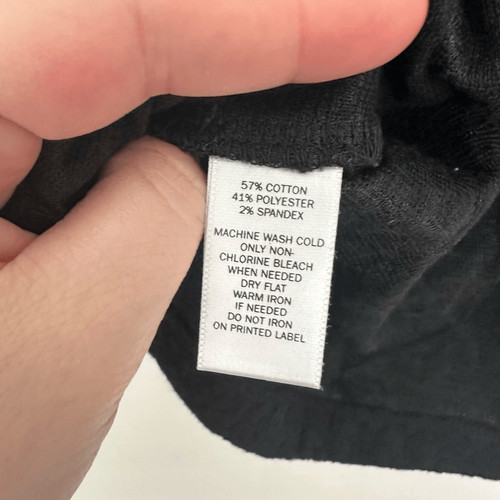 57% COTTON
41% POLYESTER
2% SPANDEX
MACHINE WASH COLD
ONLY NON-
CHLORINE BLEACH
WHEN NEEDED
DRY FLAT
WARM IRON
IF NEEDED
DO NOT IRON
ON PRINTED LABEL